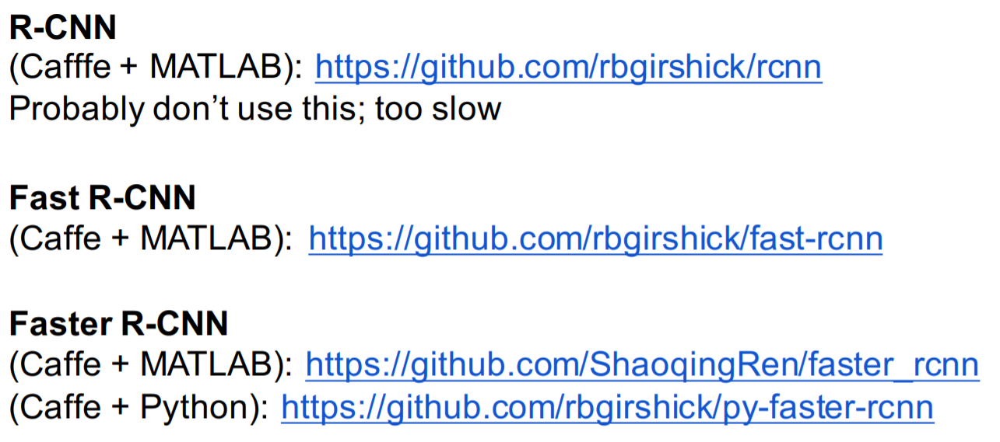 R-CNN
(Cafffe + MATLAB): https://github.com/rbgirshick/rcnn
Probably don’t use this; too slow
Fast R-CNN
(Caffe + MATLAB): https://github.com/rbgirshick/fast-rcnn
Faster R-CNN
(Caffe + MATLAB): https://github.com/ShaoqingRen/faster_rcnn
(Caffe + Python): https://github.com/rbgirshick/py-faster-rcnn